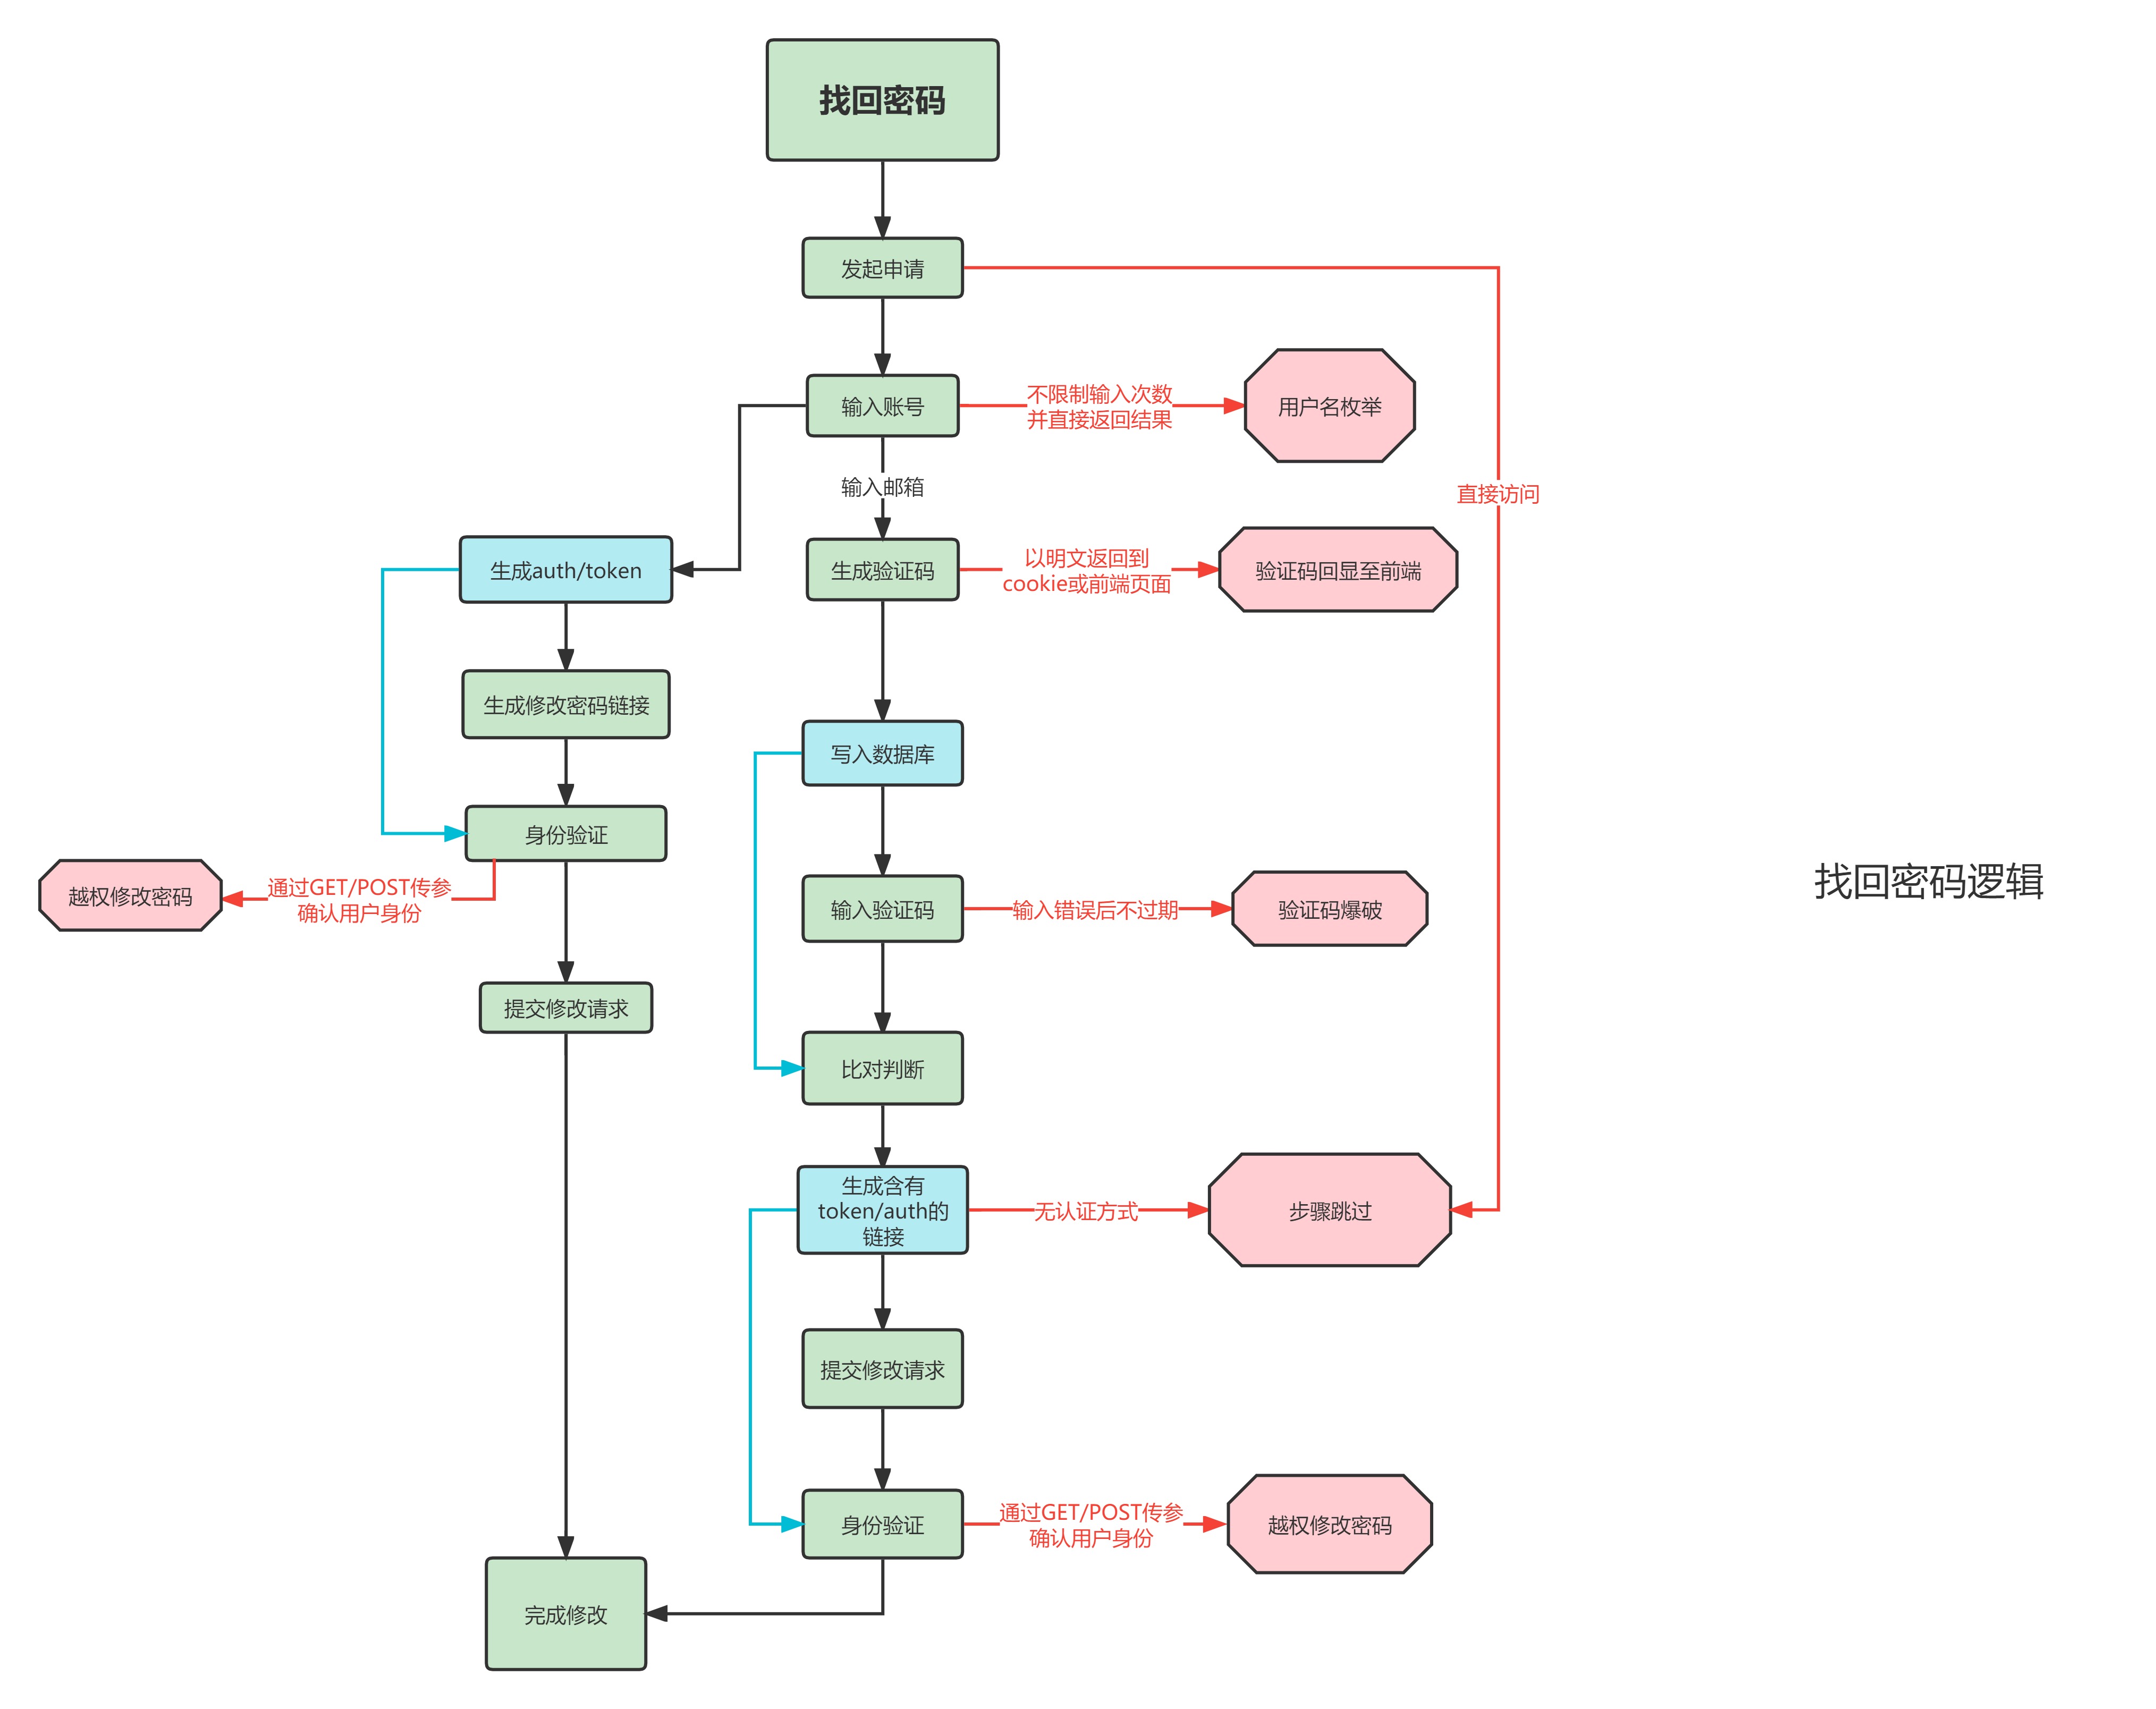 找回密码
发起申请
输入账号
不限制输入次数
并直接返回结果
用户名枚举
输入邮箱
直接访问
生成auth/token
生成验证码
以明文返回到
cookie或前端页面
验证码回显至前端
生成修改密码链接
写入数据库
身份验证
越权修改密码
通过GET/POST传参
确认用户身份
输入验证码
输入错误后不过期
验证码爆破
找回密码逻辑
提交修改请求
比对判断
生成含有
token/auth的
链接
无认证方式
步骤跳过
提交修改请求
身份验证
通过GET/POST传参
确认用户身份
越权修改密码
完成修改